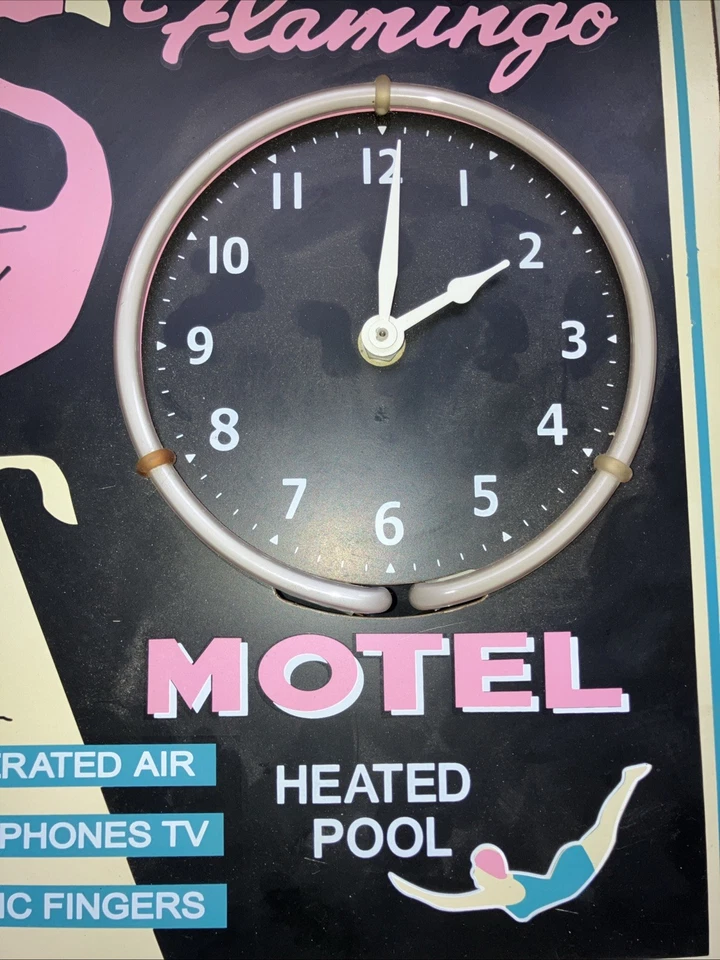 Flamingo
12
11
1
10
2
9
3
8
4
7
5
6
MOTEL
ERATED AIR
HEATED
POOL
PHONES TV
IC FINGERS